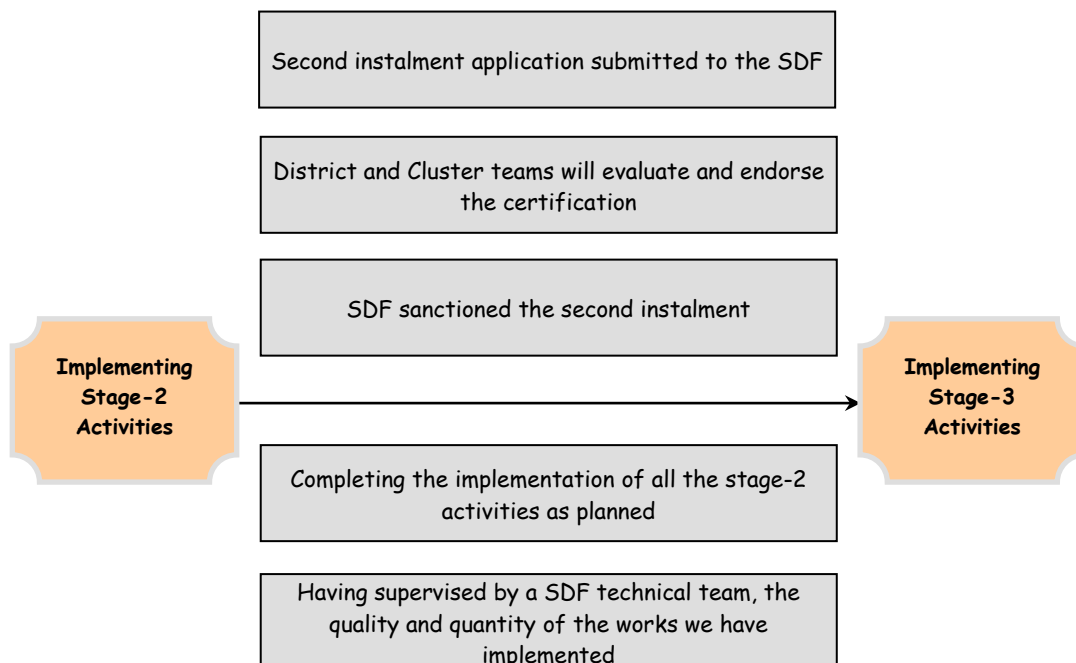 Second instalment application submitted to the SDF
District and Cluster teams will evaluate and endorse
the certification
SDF sanctioned the second instalment
Implementing
Stage-2
Activities
Implementing
Stage-3
Activities
Completing the implementation of all the stage-2
activities as planned
Having supervised by a SDF technical team, the
quality and quantity of the works we have
implemented